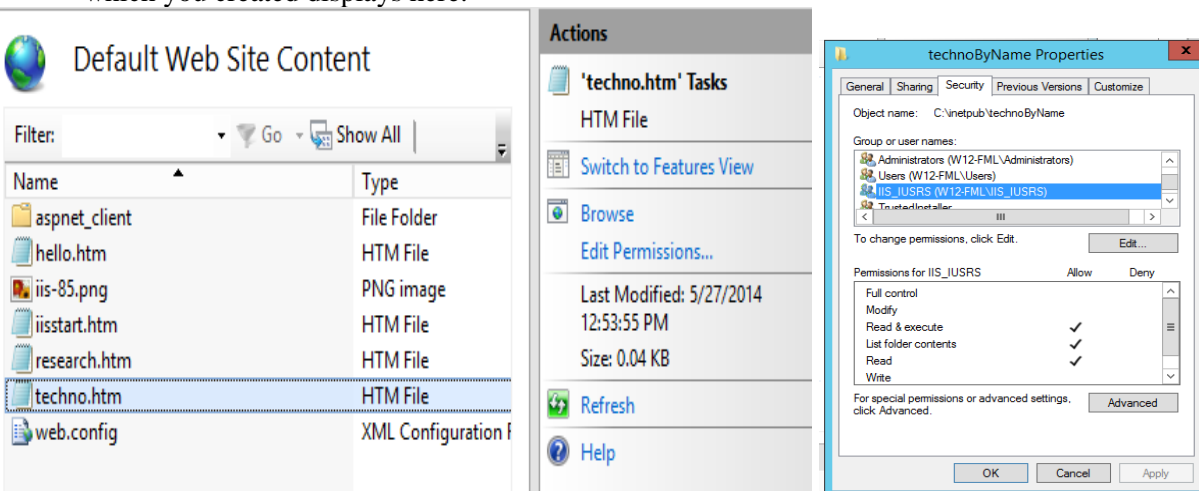 which you created displays here.
Default Web Site Content
Filter:
Go
Show All
Name
Type
aspnet_client
File Folder
hello.htm
HTM File
iis-85.png
PNG image
iisstart.htm
HTM File
research.htm
HTM File
techno.htm
HTM File
web.config
XML Configuration F
Actions
'techno.htm' Tasks
HTM File
Switch to Features View
Browse
Edit Permissions...
Last Modified: 5/27/2014
12:53:55 PM
Size: 0.04 KB
Refresh
Help
technoByName Properties
x
General Sharing Security Previous Versions Customize
Object name: C:\inetpub\technoByName
Group or user names:
Administrators (W12-FML\Administrators)
Users (W12-FML\Users)
IIS_IUSRS (W12-FML\IIS_IUSRS)
TrustedInstaller
To change permissions, click Edit.
Edit...
Permissions for IIS_IUSRS Allow Deny
Full control
Modify
Read & execute
List folder contents
Read
Write
For special permissions or advanced settings,
click Advanced.
Advanced
OK Cancel Apply